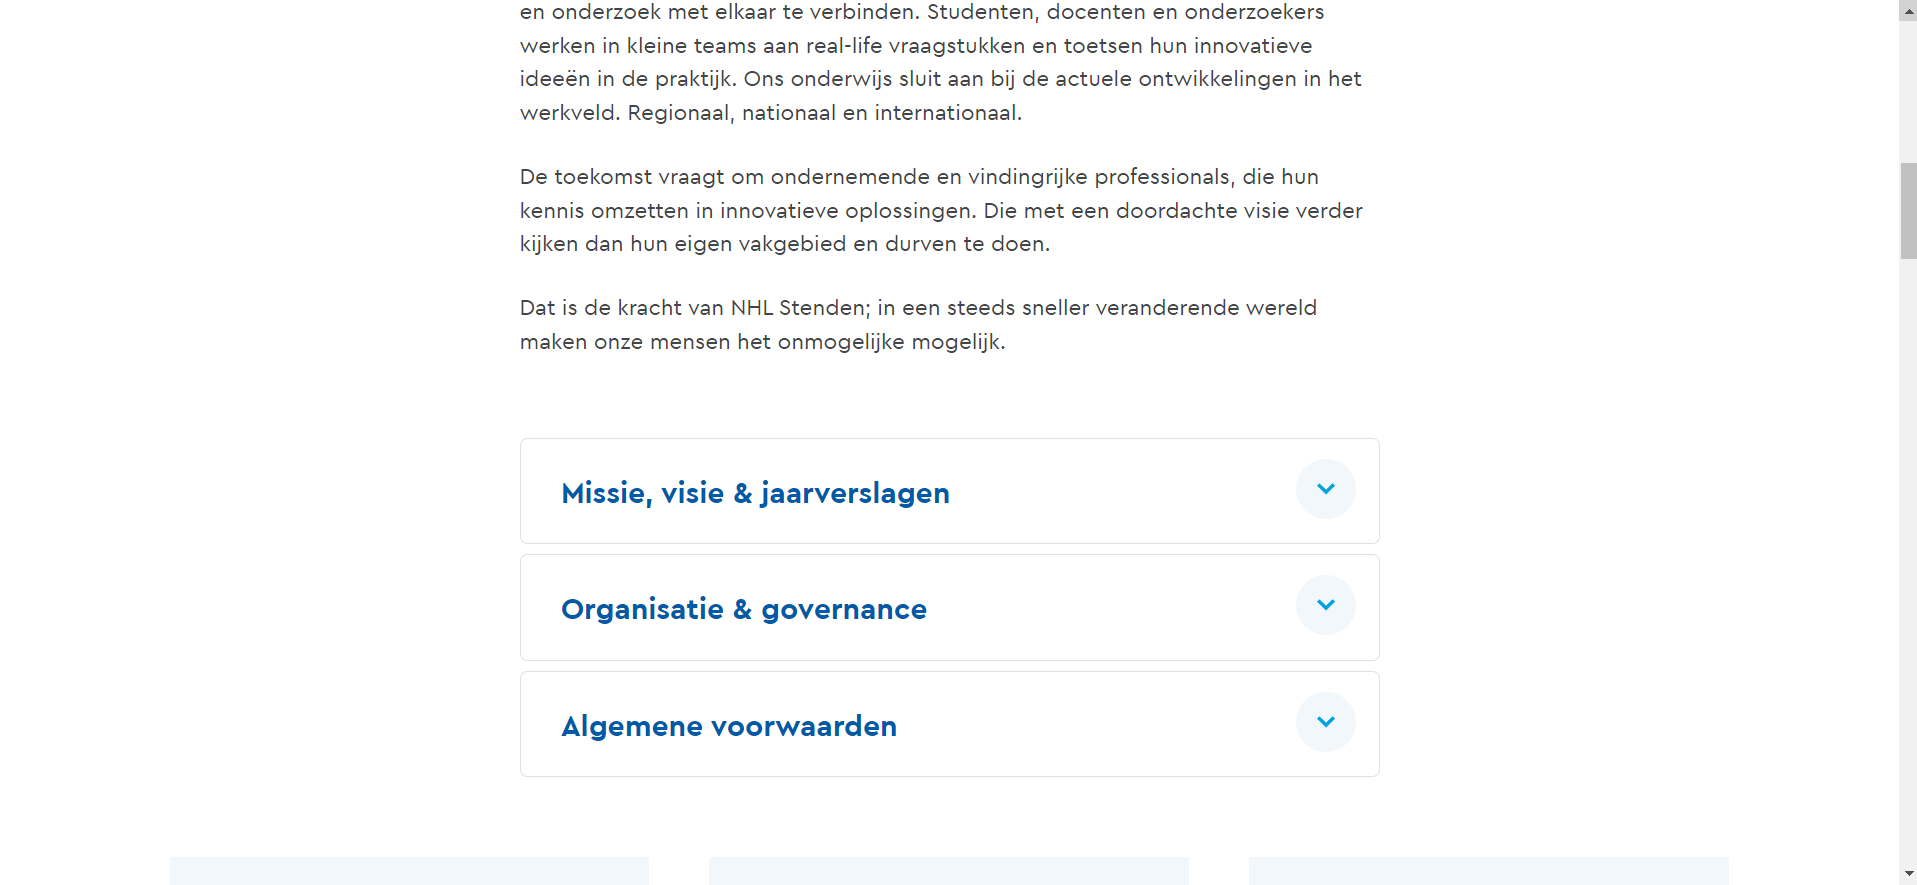 en onderzoek met elkaar te verbinden. Studenten, docenten en onderzoekers
werken in kleine teams aan real-life vraagstukken en toetsen hun innovatieve
ideeën in de praktijk. Ons onderwijs sluit aan bij de actuele ontwikkelingen in het
werkveld. Regionaal, nationaal en internationaal.
De toekomst vraagt om ondernemende en vindingrijke professionals, die hun
kennis omzetten in innovatieve oplossingen. Die met een doordachte visie verder
kijken dan hun eigen vakgebied en durven te doen.
Dat is de kracht van NHL Stenden; in een steeds sneller veranderende wereld
maken onze mensen het onmogelijke mogelijk.
Missie, visie & jaarverslagen
Organisatie & governance
Algemene voorwaarden